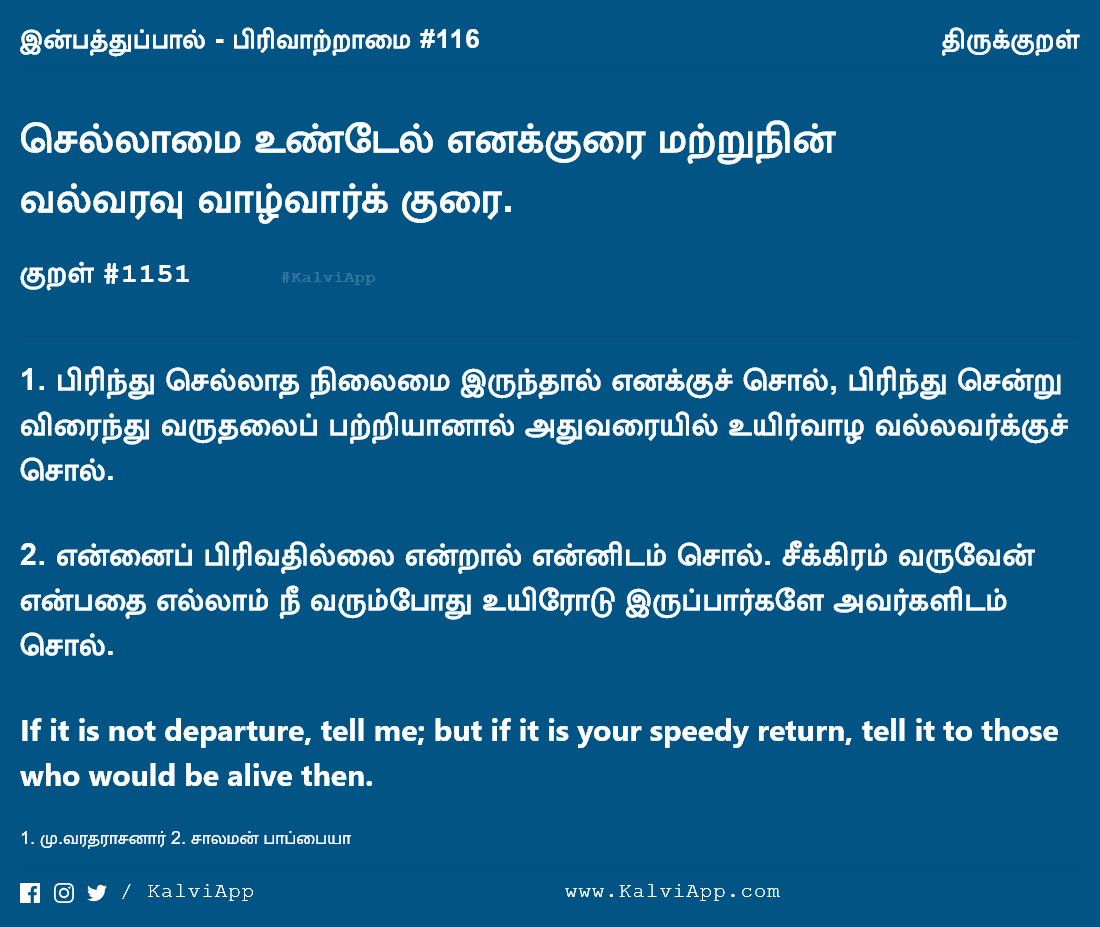 இன்பத்துப்பால் - பிரிவாற்றாமை #116 திருக்குறள்
செல்லாமை உண்டேல் எனக்குரை மற்றுநின்
வல்வரவு வாழ்வார்க் குரை.
குறள் #1151 #KalviApp
1. பிரிந்து செல்லாத நிலைமை இருந்தால் எனக்குச் சொல், பிரிந்து சென்று
விரைந்து வருதலைப் பற்றியானால் அதுவரையில் உயிர்வாழ வல்லவர்க்குச்
சொல்.
2. என்னைப் பிரிவதில்லை என்றால் என்னிடம் சொல். சீக்கிரம் வருவேன்
என்பதை எல்லாம் நீ வரும்போது உயிரோடு இருப்பார்களே அவர்களிடம்
சொல்.
If it is not departure, tell me; but if it is your speedy return, tell it to those
who would be alive then.
1. மு.வரதராசனார் 2. சாலமன் பாப்பையா
/ KalviApp www.KalviApp.com